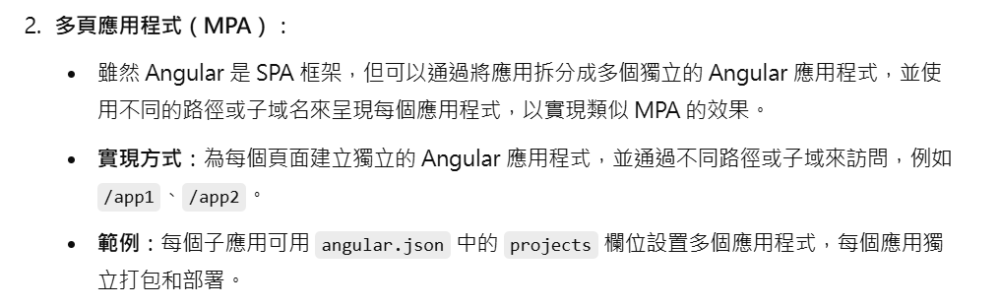 2. 多頁應用程式（MPA）：
• 雖然 Angular 是 SPA 框架，但可以通過將應用拆分成多個獨立的 Angular 應用程式，並使
用不同的路徑或子域名來呈現每個應用程式，以實現類似 MPA 的效果。
• 實現方式：為每個頁面建立獨立的 Angular 應用程式，並通過不同路徑或子域來訪問，例如
/app1、/app2。
• 範例：每個子應用可用 angular.json 中的 projects 欄位設置多個應用程式，每個應用獨
立打包和部署。